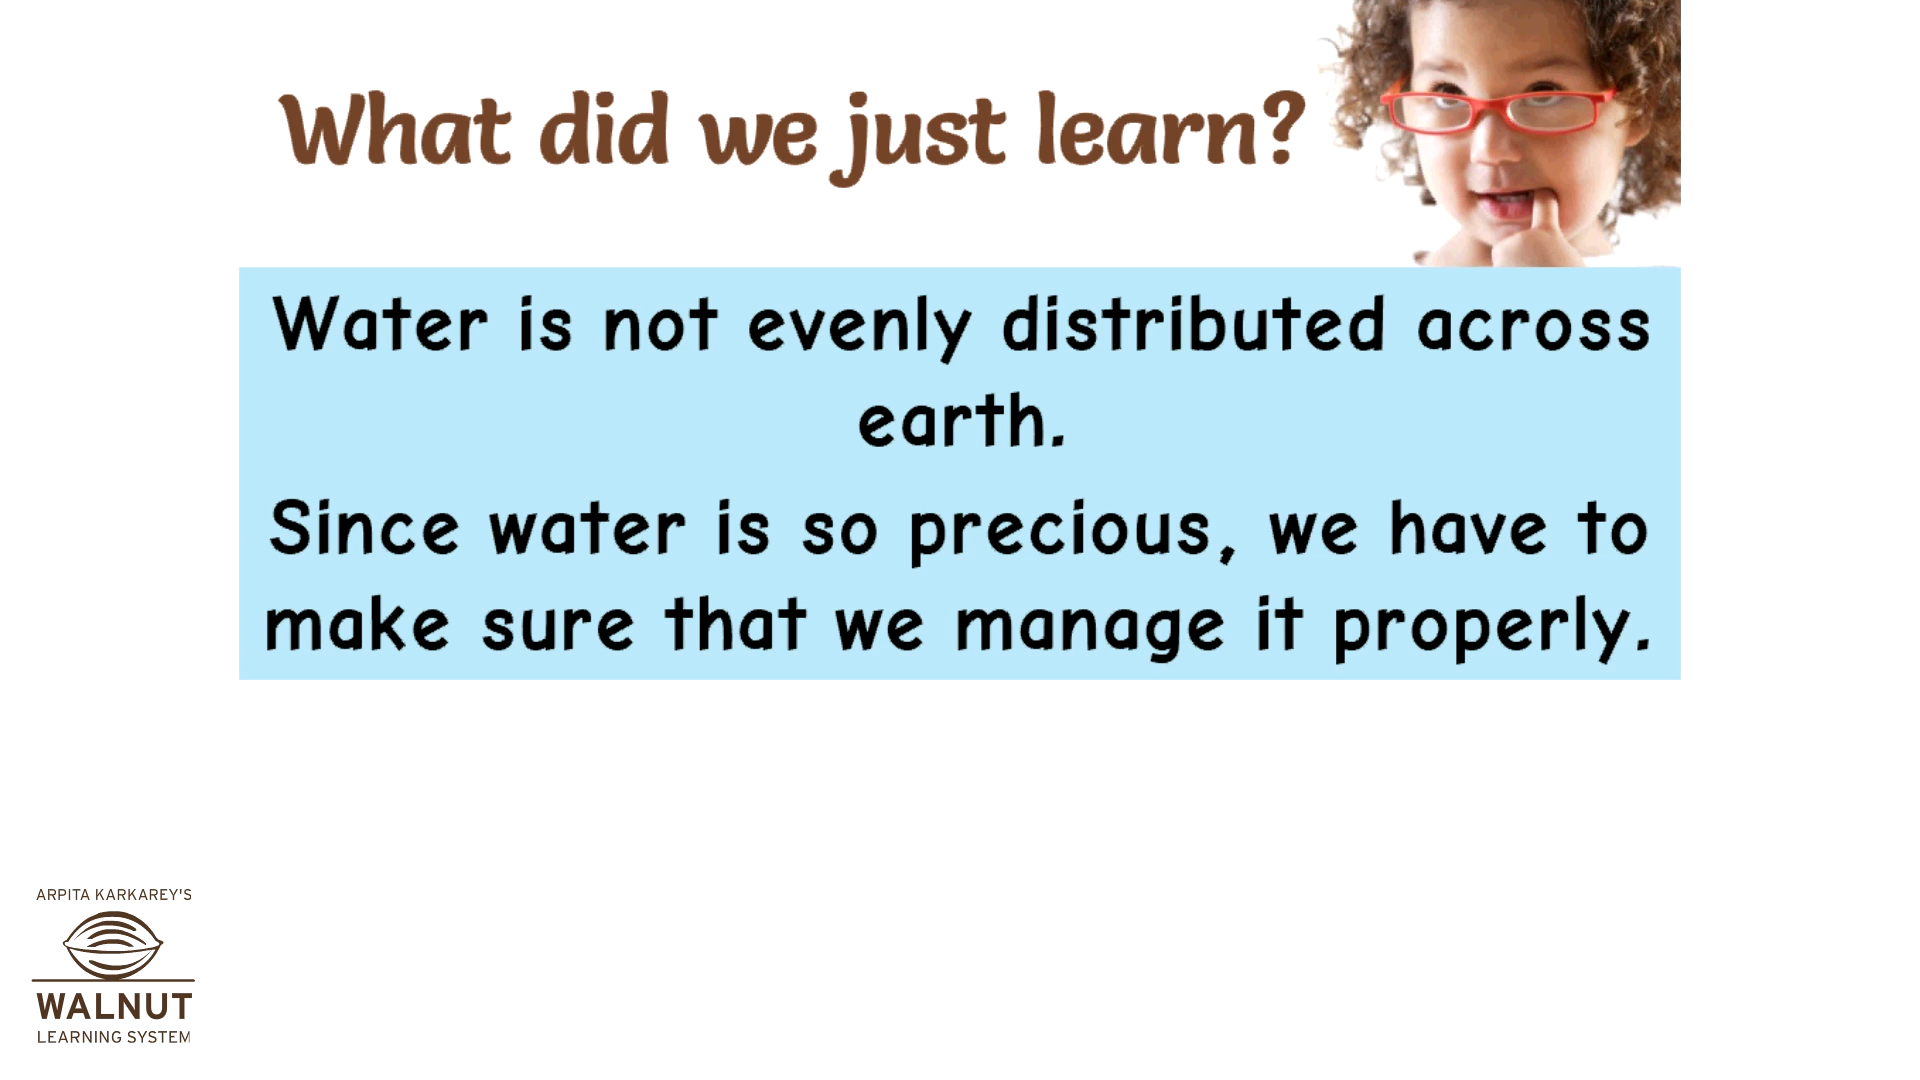 What did we just learn?
Water is not evenly distributed across
earth.
Since water is so precious, we have to
make sure that we manage it properly.
ARPITA KARKAREY'S
WALNUT
LEARNING SYSTEM